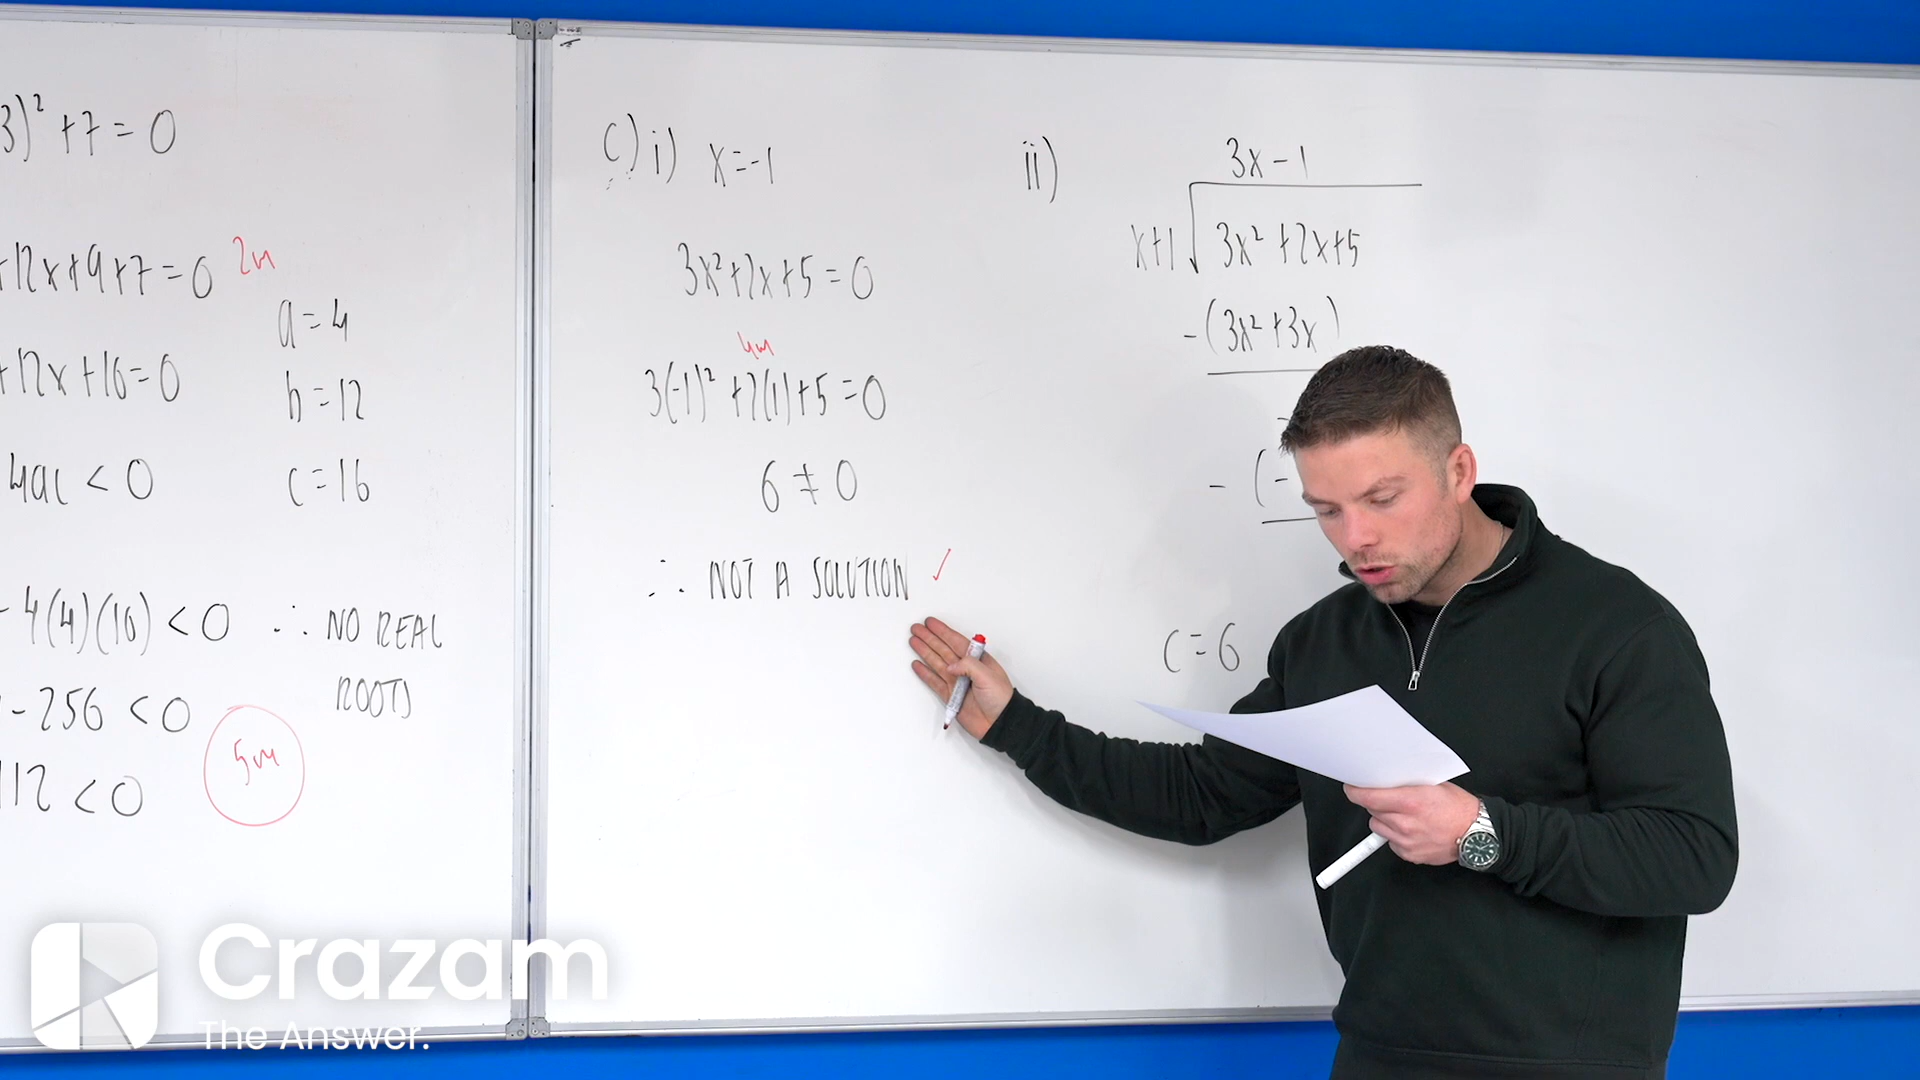 3)² +7 = 0
+12x+9+7=0 2m
a = 4
+12x +16=0
b = 12
4ac < 0
c = 16
- 4(4)(16) < 0 ∴ NO REAL
ROOTS
- 256 < 0
5m
112 < 0
c) i) x = -1
3x²+2x+5 = 0
4m
3(-1)² +2(1)+5 = 0
6 ≠ 0
∴ NOT A SOLUTION ✓
ii)
3x - 1
x+1 √ 3x² +2x+5
-(3x²+3x)
- (-
c = 6
Crazam
The Answer.